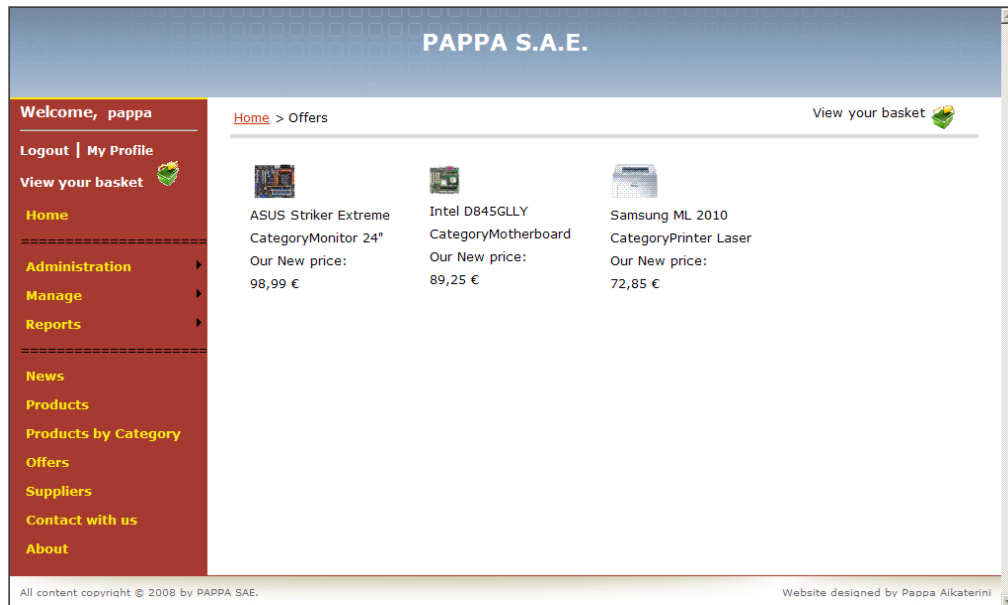 PAPPA S.A.E.
Welcome, pappa
Logout | My Profile
View your basket
Home
=====================
Administration
Manage
Reports
=====================
News
Products
Products by Category
Offers
Suppliers
Contact with us
About
Home > Offers
View your basket
ASUS Striker Extreme
CategoryMonitor 24"
Our New price:
98,99 €
Intel D845GLLY
CategoryMotherboard
Our New price:
89,25 €
Samsung ML 2010
CategoryPrinter Laser
Our New price:
72,85 €
All content copyright © 2008 by PAPPA SAE.
Website designed by Pappa Aikaterini